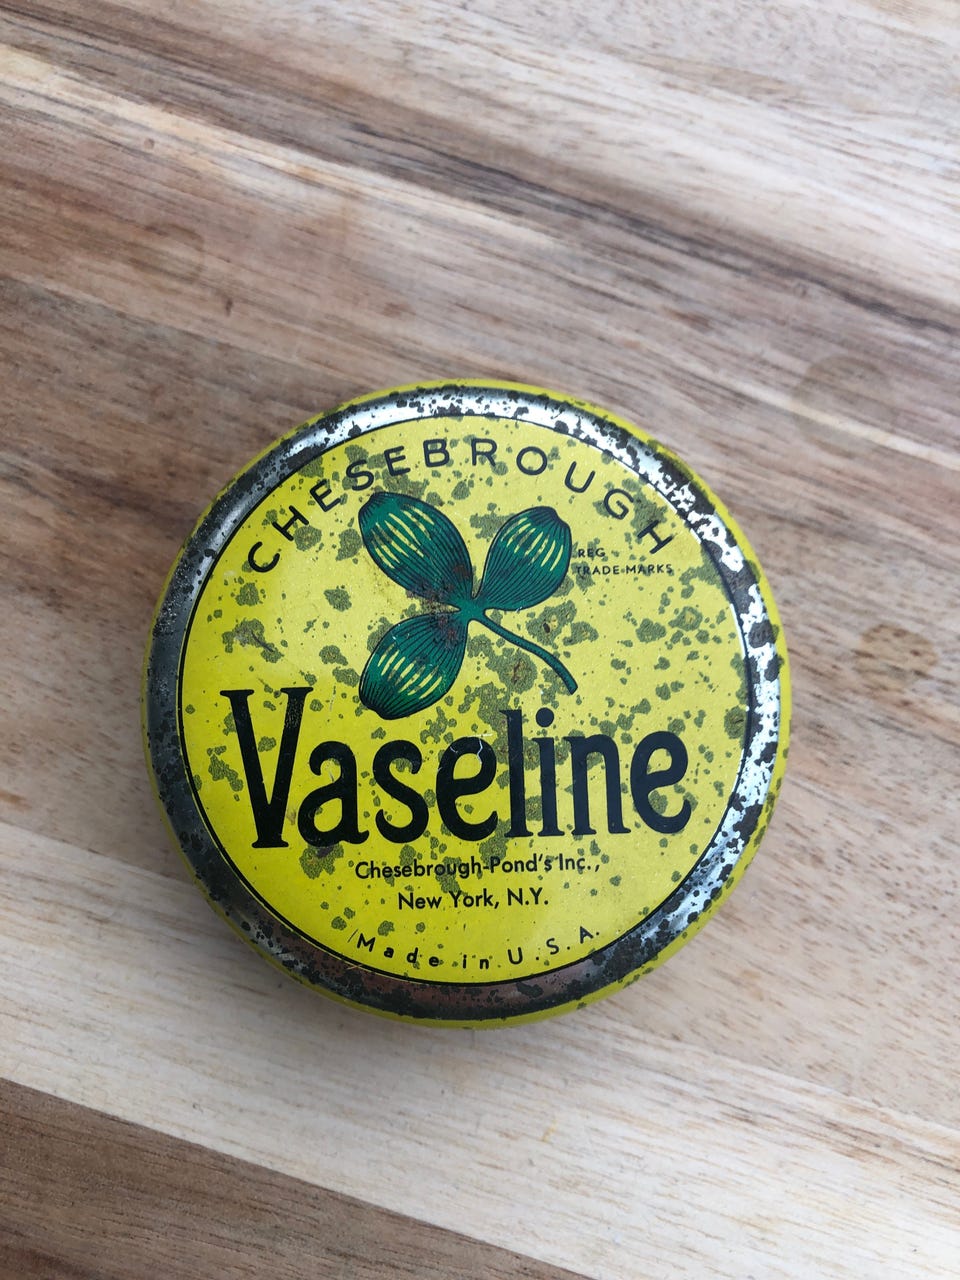 CHESEBROUGH
REG
TRADE-MARKS
Vaseline
Chesebrough-Pond's Inc.,
New York, N.Y.
Made in U.S.A.